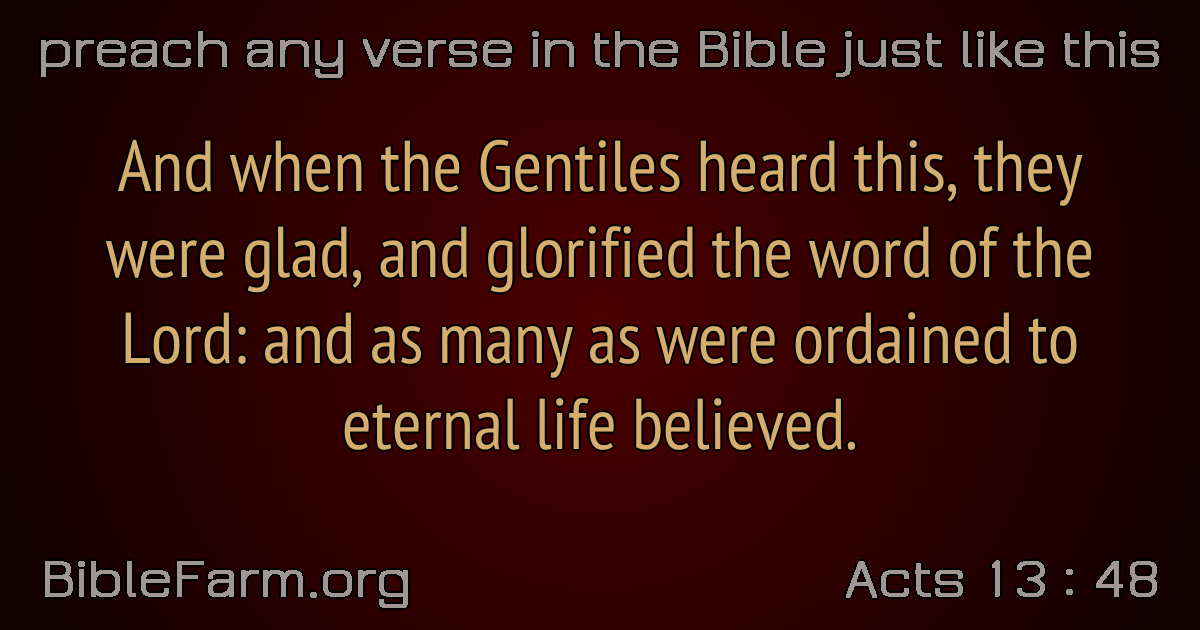 preach any verse in the Bible just like this
And when the Gentiles heard this, they
were glad, and glorified the word of the
Lord: and as many as were ordained to
eternal life believed.
BibleFarm.org
Acts 13 : 48